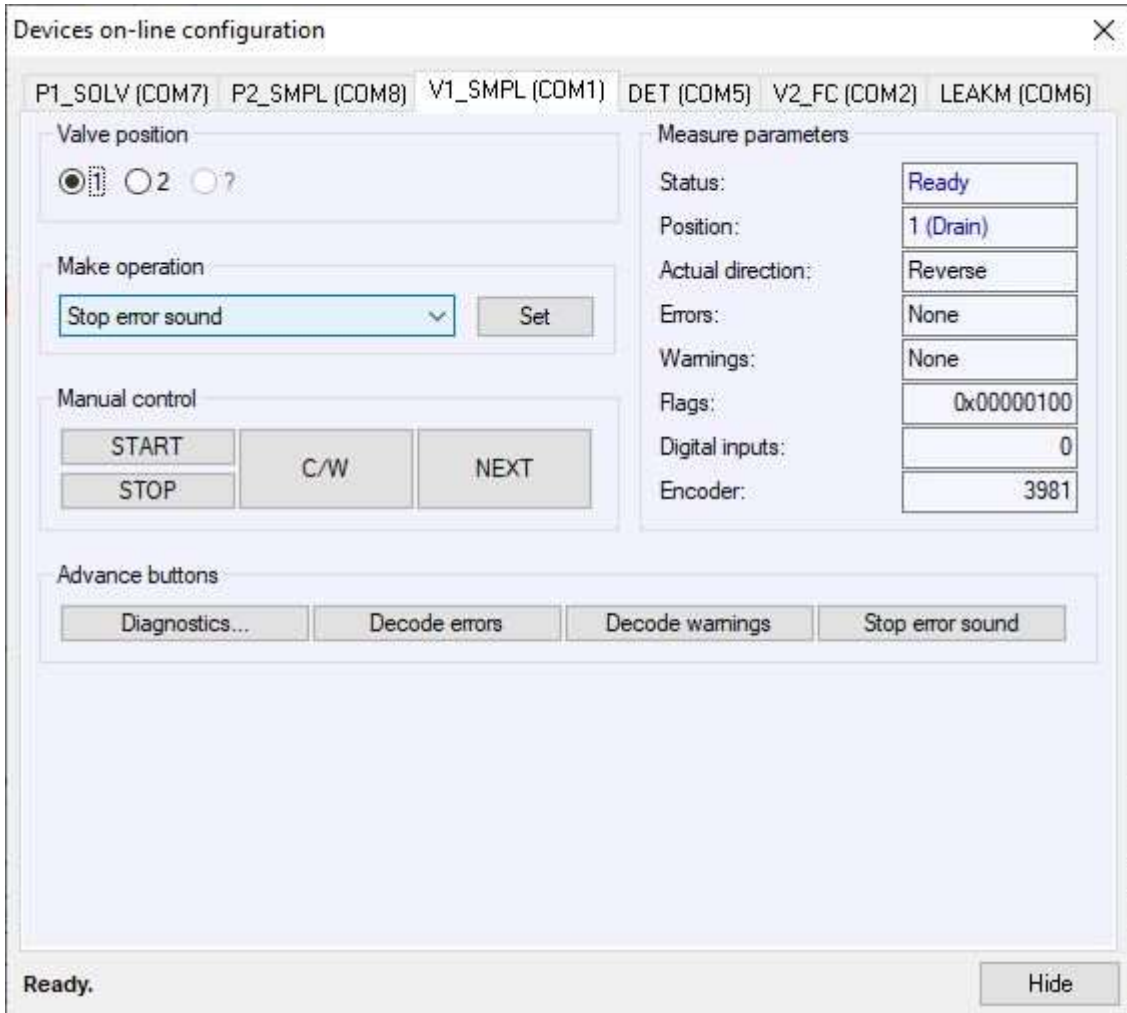 Devices on-line configuration
P1_SOLV (COM7) P2_SMPL (COM8) V1_SMPL (COM1) DET (COM5) V2_FC (COM2) LEAKM (COM6)
Valve position
1 2 ?
Make operation
Stop error sound Set
Manual control
START
STOP
C/W NEXT
Measure parameters
Status: Ready
Position: 1 (Drain)
Actual direction: Reverse
Errors: None
Warnings: None
Flags: 0x00000100
Digital inputs: 0
Encoder: 3981
Advance buttons
Diagnostics... Decode errors Decode warnings Stop error sound
Ready. Hide